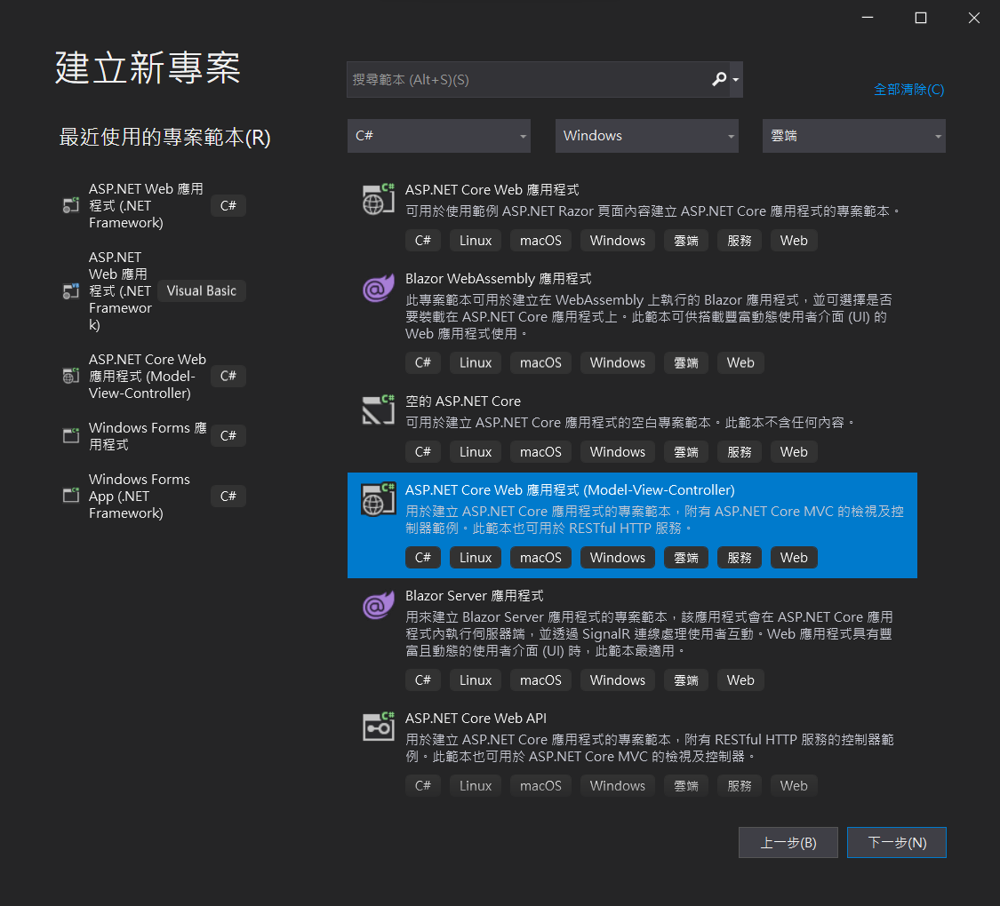 建立新專案
搜尋範本 (Alt+S)(S)
全部清除(C)
最近使用的專案範本(R)
C#
Windows
雲端
ASP.NET Web 應用
程式 (.NET
Framework)
C#
ASP.NET
Web 應用
程式 (.NET
Framewor
k)
Visual Basic
ASP.NET Core Web
應用程式 (Model-
View-Controller)
C#
Windows Forms 應
用程式
C#
Windows Forms
App (.NET
Framework)
C#
ASP.NET Core Web 應用程式
可用於使用範例 ASP.NET Razor 頁面內容建立 ASP.NET Core 應用程式的專案範本。
C# Linux macOS Windows 雲端 服務 Web
Blazor WebAssembly 應用程式
此專案範本可用於建立在 WebAssembly 上執行的 Blazor 應用程式，並可選擇是否
要裝載在 ASP.NET Core 應用程式上。此範本可供搭載豐富動態使用者介面 (UI) 的
Web 應用程式使用。
C# Linux macOS Windows 雲端 Web
空的 ASP.NET Core
可用於建立 ASP.NET Core 應用程式的空白專案範本。此範本不含任何內容。
C# Linux macOS Windows 雲端 服務 Web
ASP.NET Core Web 應用程式 (Model-View-Controller)
用於建立 ASP.NET Core 應用程式的專案範本，附有 ASP.NET Core MVC 的檢視及控
制器範例。此範本也可用於 RESTful HTTP 服務。
C# Linux macOS Windows 雲端 服務 Web
Blazor Server 應用程式
用來建立 Blazor Server 應用程式的專案範本，該應用程式會在 ASP.NET Core 應用
程式內執行伺服器端，並透過 SignalR 連線處理使用者互動。Web 應用程式具有豐
富且動態的使用者介面 (UI) 時，此範本最適用。
C# Linux macOS Windows 雲端 Web
ASP.NET Core Web API
用於建立 ASP.NET Core 應用程式的專案範本，附有 RESTful HTTP 服務的控制器範
例。此範本也可用於 ASP.NET Core MVC 的檢視及控制器。
C# Linux macOS Windows 雲端 服務 Web
上一步(B)
下一步(N)